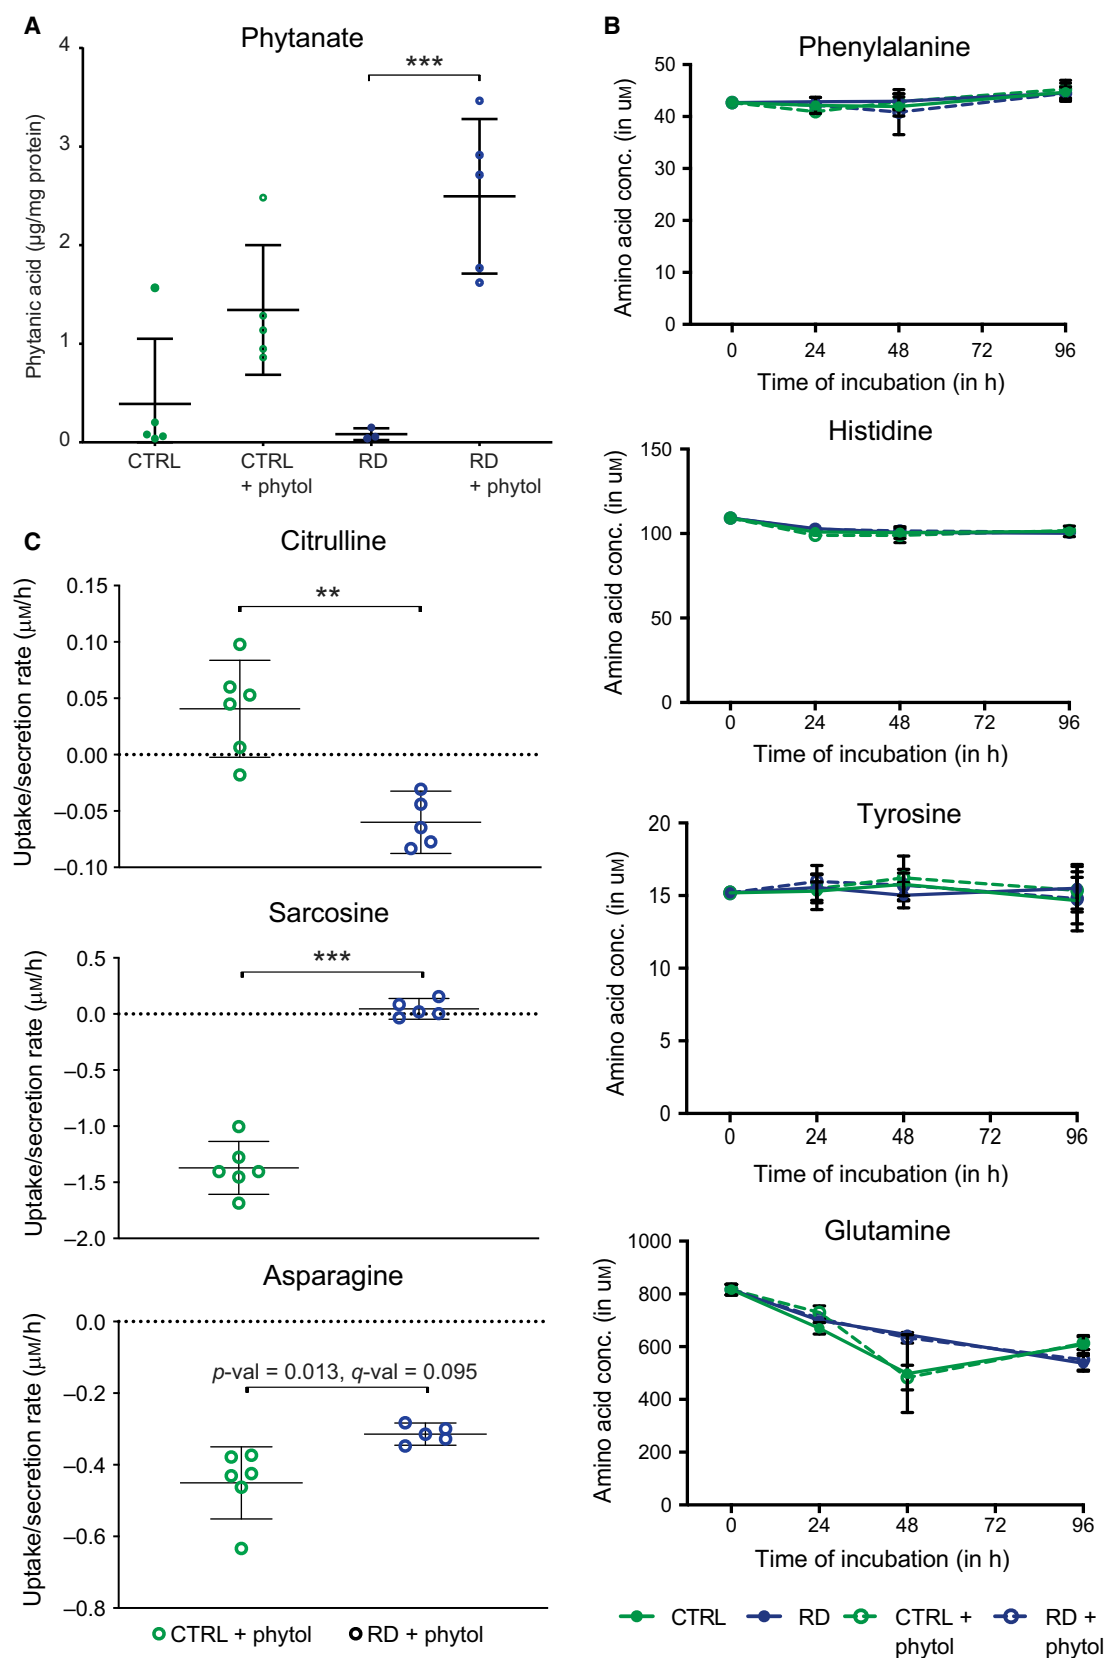 A
Phytanate
4
3
2
1
0
Phytanic acid (µg/mg protein)
***
CTRL
CTRL
+ phytol
RD
RD
+ phytol
B
Phenylalanine
50
40
30
20
10
0
Amino acid conc. (in uM)
0 24 48 72 96
Time of incubation (in h)
Histidine
150
100
50
0
Amino acid conc. (in uM)
0 24 48 72 96
Time of incubation (in h)
Tyrosine
20
15
10
5
0
Amino acid conc. (in uM)
0 24 48 72 96
Time of incubation (in h)
Glutamine
1000
800
600
400
200
0
Amino acid conc. (in uM)
0 24 48 72 96
Time of incubation (in h)
CTRL
RD
CTRL +
phytol
RD +
phytol
C
Citrulline
0.15
0.10
0.05
0.00
–0.05
–0.10
Uptake/secretion rate (µM/h)
**
Sarcosine
0.5
0.0
–0.5
–1.0
–1.5
–2.0
Uptake/secretion rate (µM/h)
***
Asparagine
0.0
–0.2
–0.4
–0.6
–0.8
Uptake/secretion rate (µM/h)
p-val = 0.013, q-val = 0.095
CTRL + phytol
RD + phytol